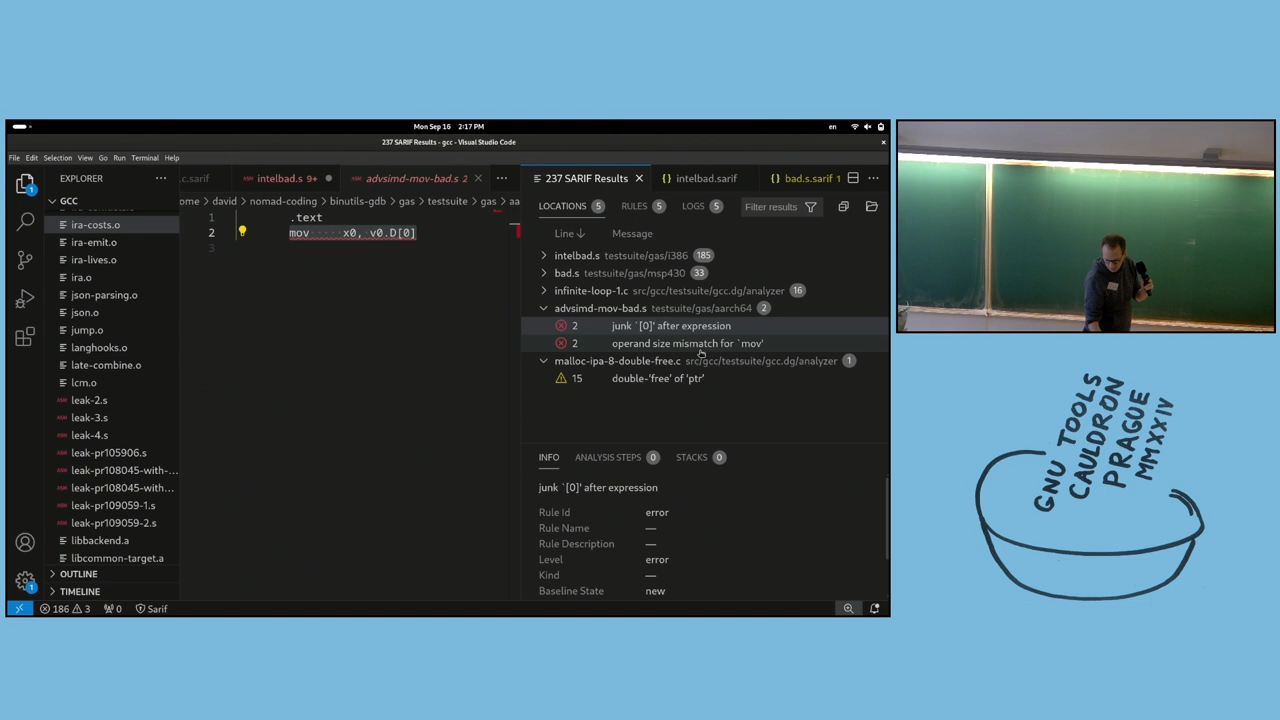 Mon Sep 16 2:17 PM
en
237 SARIF Results - gcc - Visual Studio Code
File Edit Selection View Go Run Terminal Help
EXPLORER
GCC
ira-costs.o
ira-emit.o
ira-lives.o
ira.o
json-parsing.o
json.o
jump.o
langhooks.o
late-combine.o
lcm.o
leak-2.s
leak-3.s
leak-4.s
leak-pr105906.s
leak-pr108045-with-...
leak-pr108045-with...
leak-pr109059-1.s
leak-pr109059-2.s
libbackend.a
libcommon-target.a
OUTLINE
TIMELINE
.c.sarif
intelbad.s 9+
advsimd-mov-bad.s 2
ome > david > nomad-coding > binutils-gdb > gas > testsuite > gas > aa
1 .text
2 mov x0, v0.D[0]
3
237 SARIF Results
intelbad.sarif
bad.s.sarif 1
LOCATIONS 5 RULES 5 LOGS 5 Filter results
Line Message
intelbad.s testsuite/gas/i386 185
bad.s testsuite/gas/msp430 33
infinite-loop-1.c src/gcc/testsuite/gcc.dg/analyzer 16
advsimd-mov-bad.s testsuite/gas/aarch64 2
2 junk `[0]' after expression
2 operand size mismatch for `mov'
malloc-ipa-8-double-free.c src/gcc/testsuite/gcc.dg/analyzer 1
15 double-‘free’ of ‘ptr’
INFO ANALYSIS STEPS 0 STACKS 0
junk `[0]' after expression
Rule Id error
Rule Name —
Rule Description —
Level error
Kind —
Baseline State new
186 3 0 Sarif
GNU TOOLS
CAULDRON
PRAGUE
MMXXIV